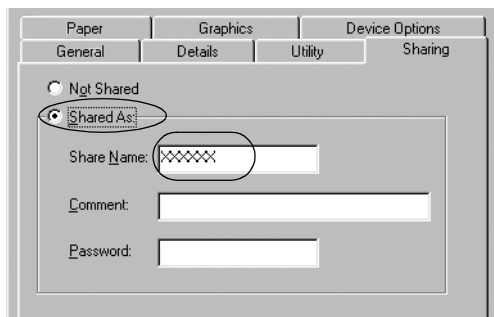 Paper Graphics Device Options
General Details Utility Sharing
Not Shared
Shared As:
Share Name: XXXXXX
Comment:
Password: